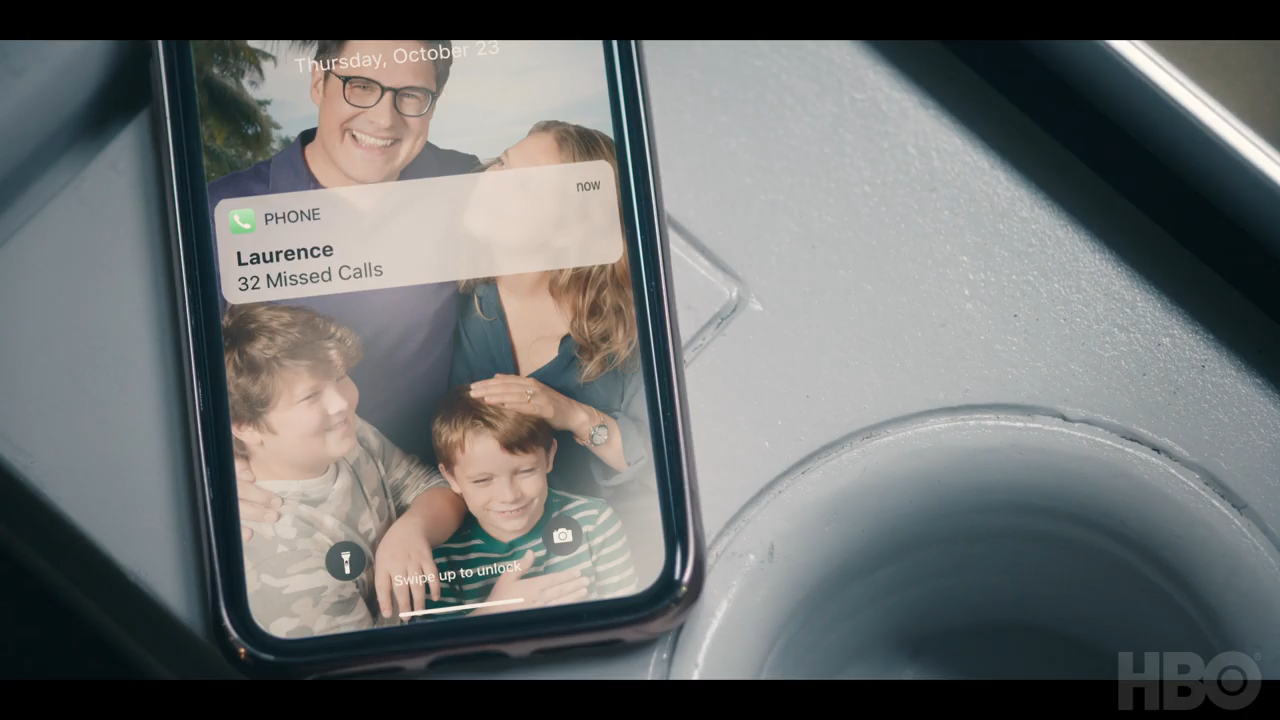 Thursday, October 23
PHONE
now
Laurence
32 Missed Calls
Swipe up to unlock
HBO